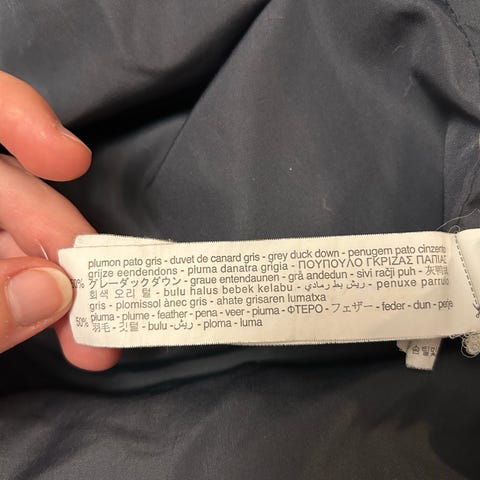 plumon pato gris - duvet de canard gris - grey duck down - penugem pato cinzento
grijze eendendons - piuma danatra grigia - ΠΟΥΠΟΥΛΟ ΓΚΡΙΖΑΣ ΠΑΠΙΑΣ
50% グレーダックダウン - graue entendaunen - grå andedun - sivi račji puh - 灰鸭
회색 오리 털 - bulu halus bebek kelabu - ريش بط رمادي - penuxe parrulo
gris - plomissol ànec gris - ahate grisaren lumatxa
50% pluma - plume - feather - pena - veer - piuma - ΦΤΕΡΟ - フェザー - feder - dun - perje
羽毛 - 깃털 - bulu - ريش - ploma - luma